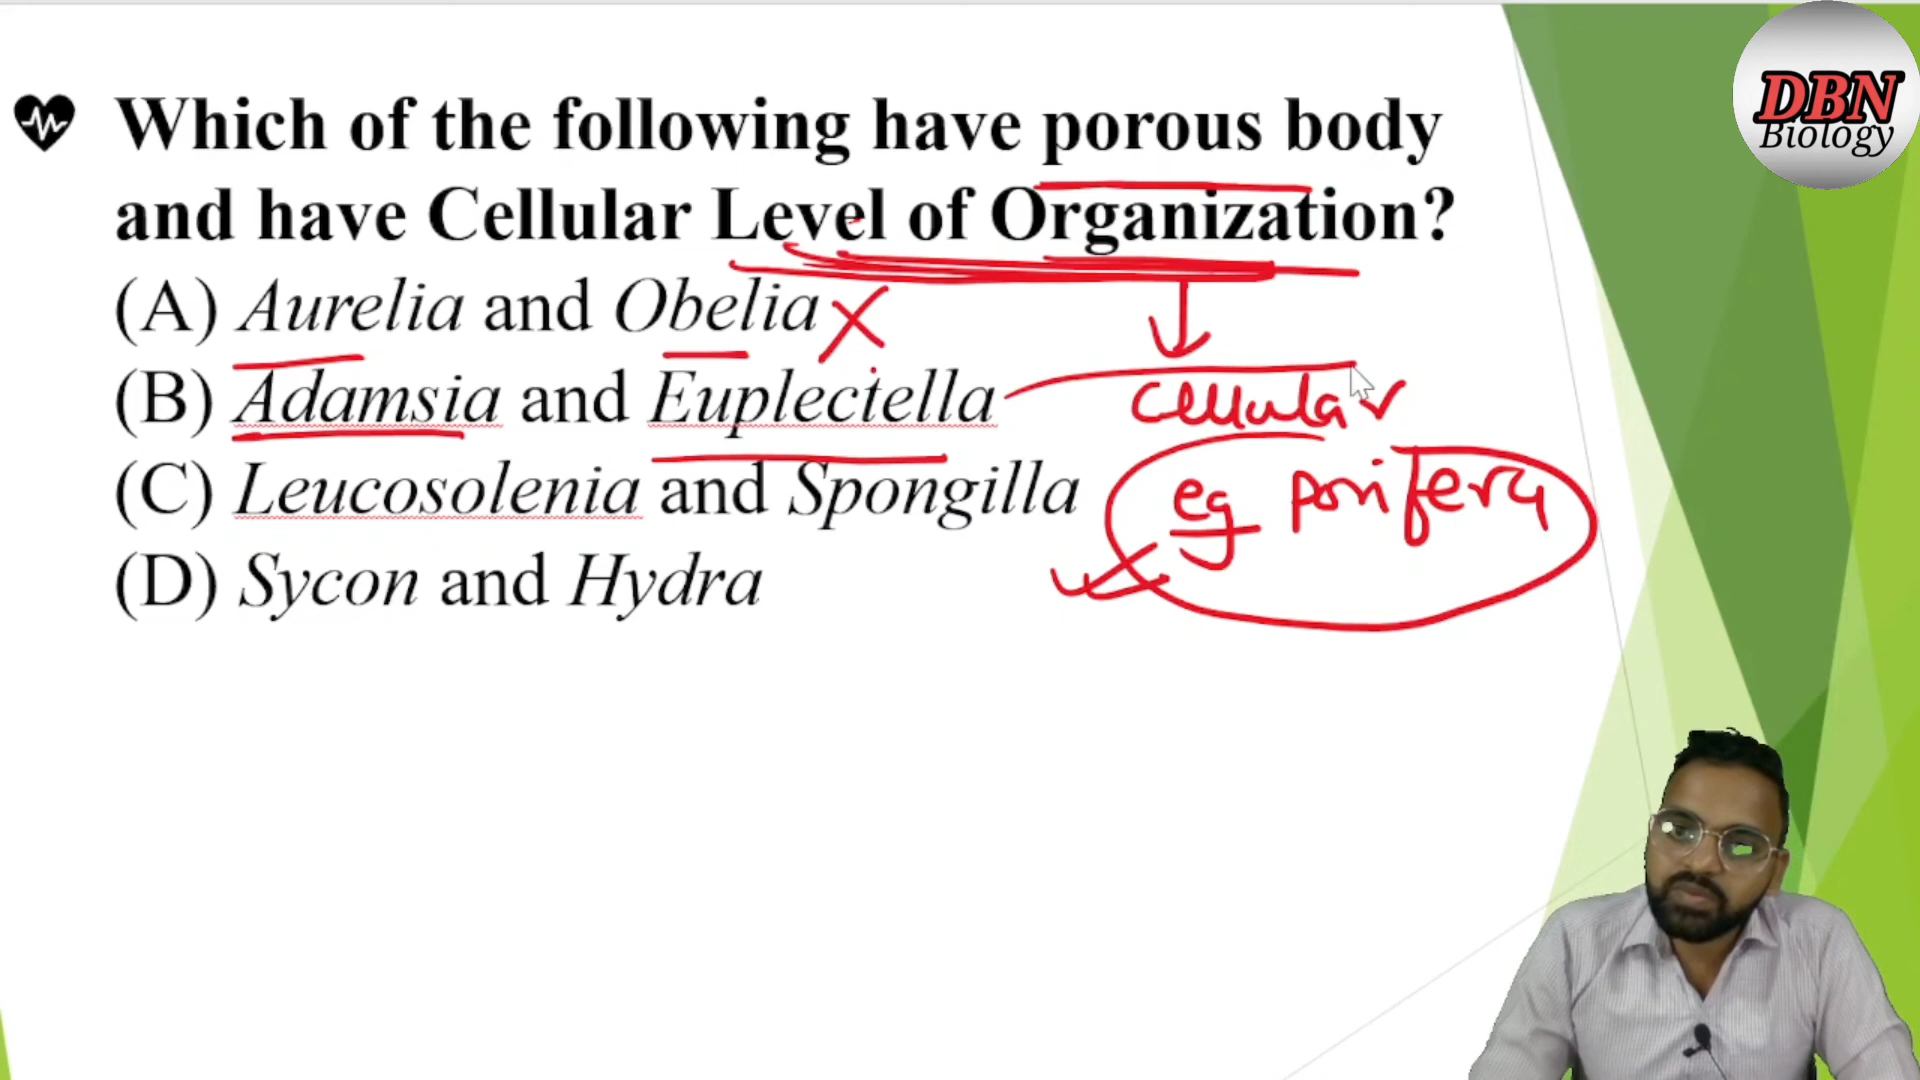 DBN
Biology
Which of the following have porous body
and have Cellular Level of Organization?
(A) Aurelia and Obelia
(B) Adamsia and Euplectella
cellular
(C) Leucosolenia and Spongilla
eg porifera
(D) Sycon and Hydra